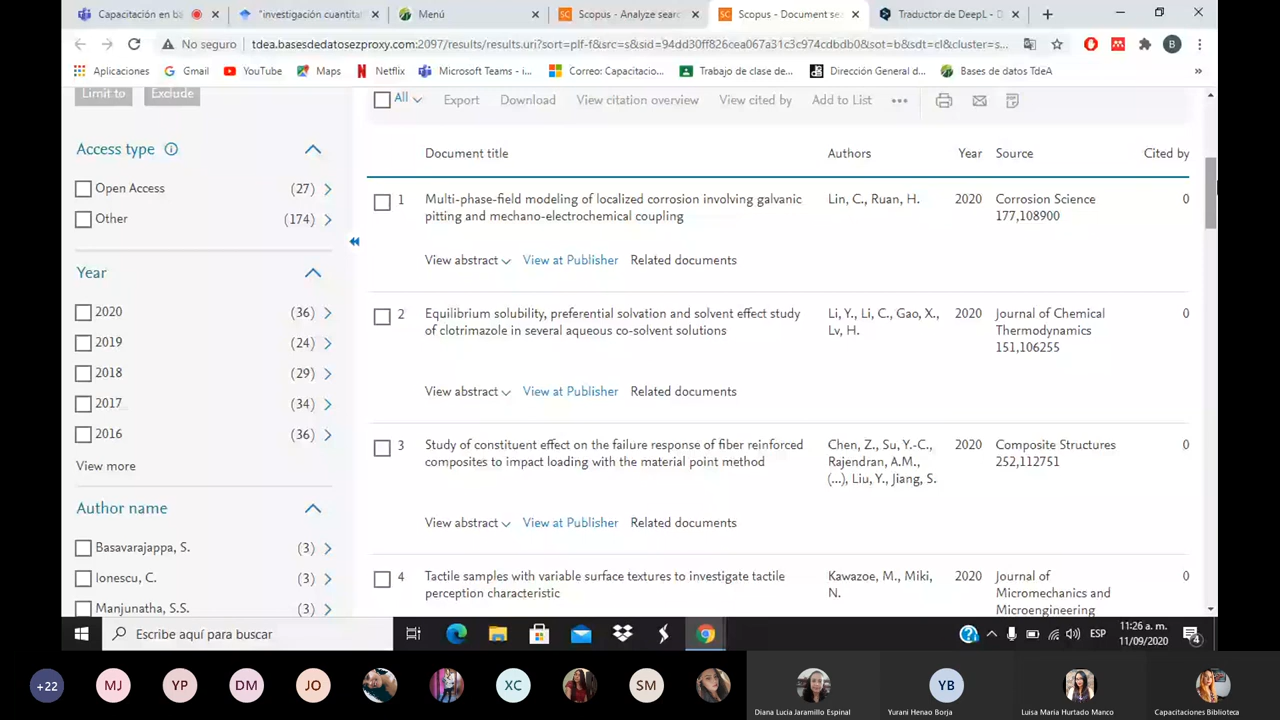 Capacitación en ba
"investigación cuantitat
Menú
Scopus - Analyze searc
Scopus - Document sea
Traductor de DeepL - D
No seguro
tdea.basesdedatosezproxy.com:2097/results/results.uri?sort=plf-f&src=s&sid=94dd30ff826cea067a31c3c974cdbdb0&sot=b&sdt=cl&cluster=s...
B
Aplicaciones
Gmail
YouTube
Maps
Netflix
Microsoft Teams - i...
Correo: Capacitacio...
Trabajo de clase de...
Dirección General d...
Bases de datos TdeA
»
Limit to
Exclude
All
Export
Download
View citation overview
View cited by
Add to List
Access type
Open Access (27)
Other (174)
Year
2020 (36)
2019 (24)
2018 (29)
2017 (34)
2016 (36)
View more
Author name
Basavarajappa, S. (3)
Ionescu, C. (3)
Manjunatha, S.S. (3)
Document title Authors Year Source Cited by
1 Multi-phase-field modeling of localized corrosion involving galvanic Lin, C., Ruan, H. 2020 Corrosion Science 0
pitting and mechano-electrochemical coupling 177,108900
View abstract View at Publisher Related documents
2 Equilibrium solubility, preferential solvation and solvent effect study Li, Y., Li, C., Gao, X., 2020 Journal of Chemical 0
of clotrimazole in several aqueous co-solvent solutions Lv, H. Thermodynamics
151,106255
View abstract View at Publisher Related documents
3 Study of constituent effect on the failure response of fiber reinforced Chen, Z., Su, Y.-C., 2020 Composite Structures 0
composites to impact loading with the material point method Rajendran, A.M., 252,112751
(...), Liu, Y., Jiang, S.
View abstract View at Publisher Related documents
4 Tactile samples with variable surface textures to investigate tactile Kawazoe, M., Miki, 2020 Journal of 0
perception characteristic N. Micromechanics and
Microengineering
Escribe aquí para buscar
ESP
11:26 a. m.
11/09/2020
4
+22
MJ
YP
DM
JO
XC
SM
YB
Diana Lucia Jaramillo Espinal
Yurani Henao Borja
Luisa Maria Hurtado Manco
Capacitaciones Biblioteca